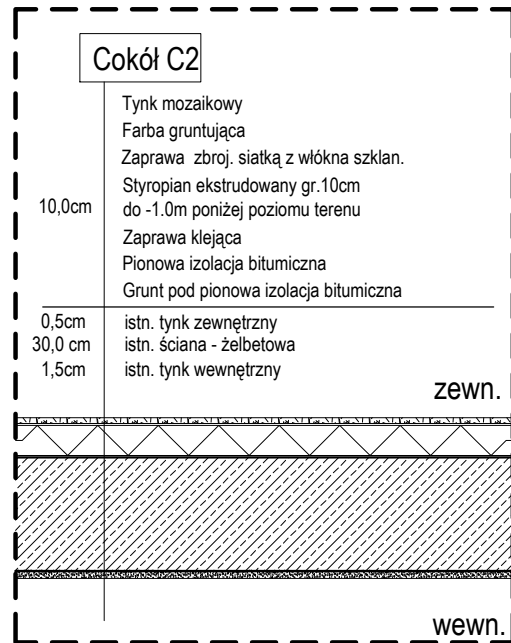 Cokół C2
Tynk mozaikowy
Farba gruntująca
Zaprawa zbroj. siatką z włókna szklan.
Styropian ekstrudowany gr.10cm
10,0cm do -1.0m poniżej poziomu terenu
Zaprawa klejąca
Pionowa izolacja bitumiczna
Grunt pod pionowa izolacja bitumiczna
0,5cm istn. tynk zewnętrzny
30,0 cm istn. ściana - żelbetowa
1,5cm istn. tynk wewnętrzny
zewn.
wewn.